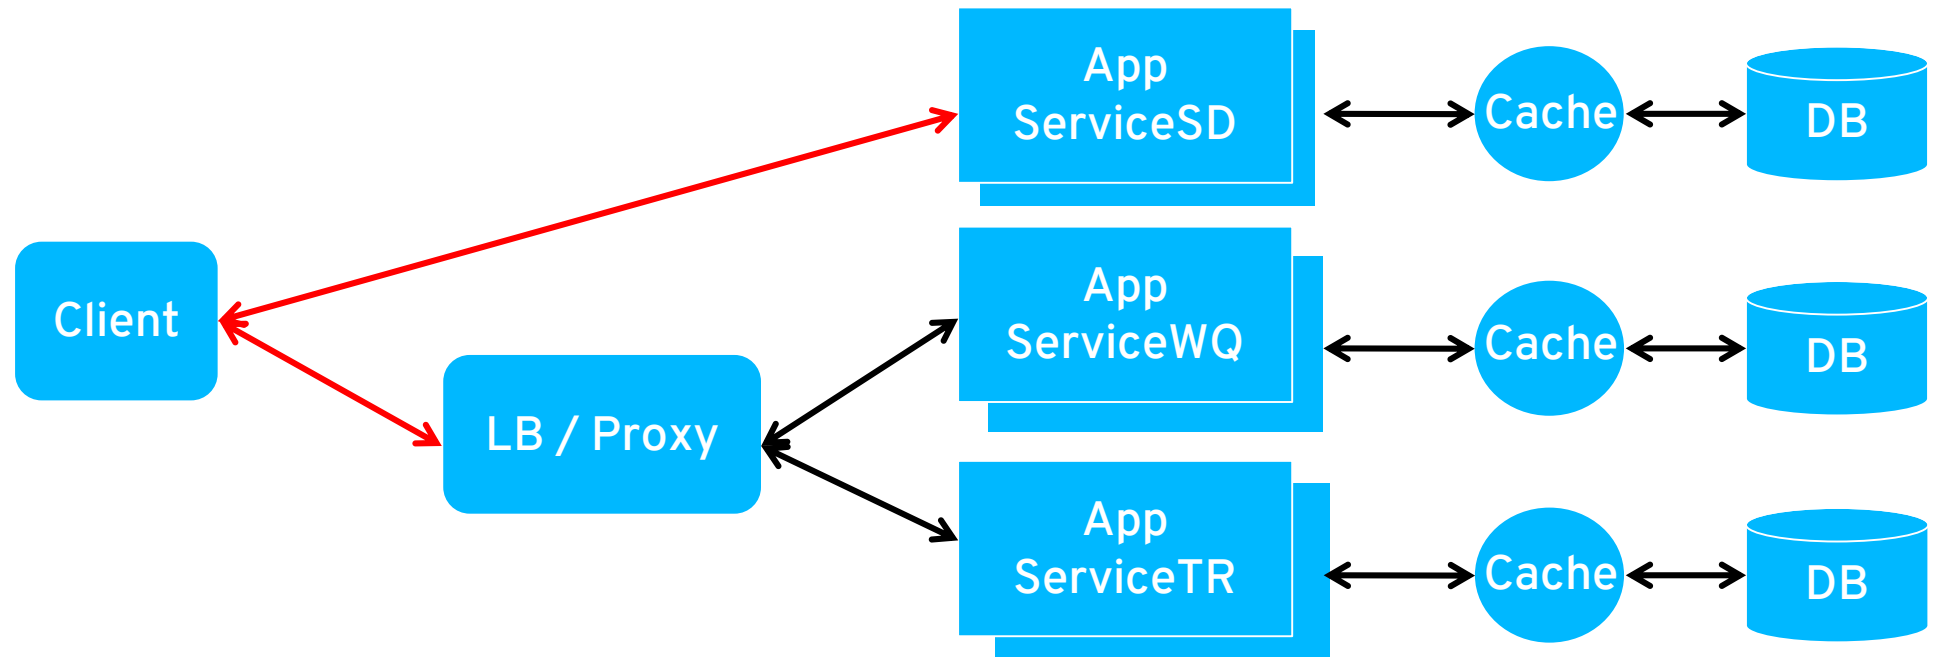 App
ServiceSD
Cache
DB
Client
App
ServiceWQ
Cache
DB
LB / Proxy
App
ServiceTR
Cache
DB